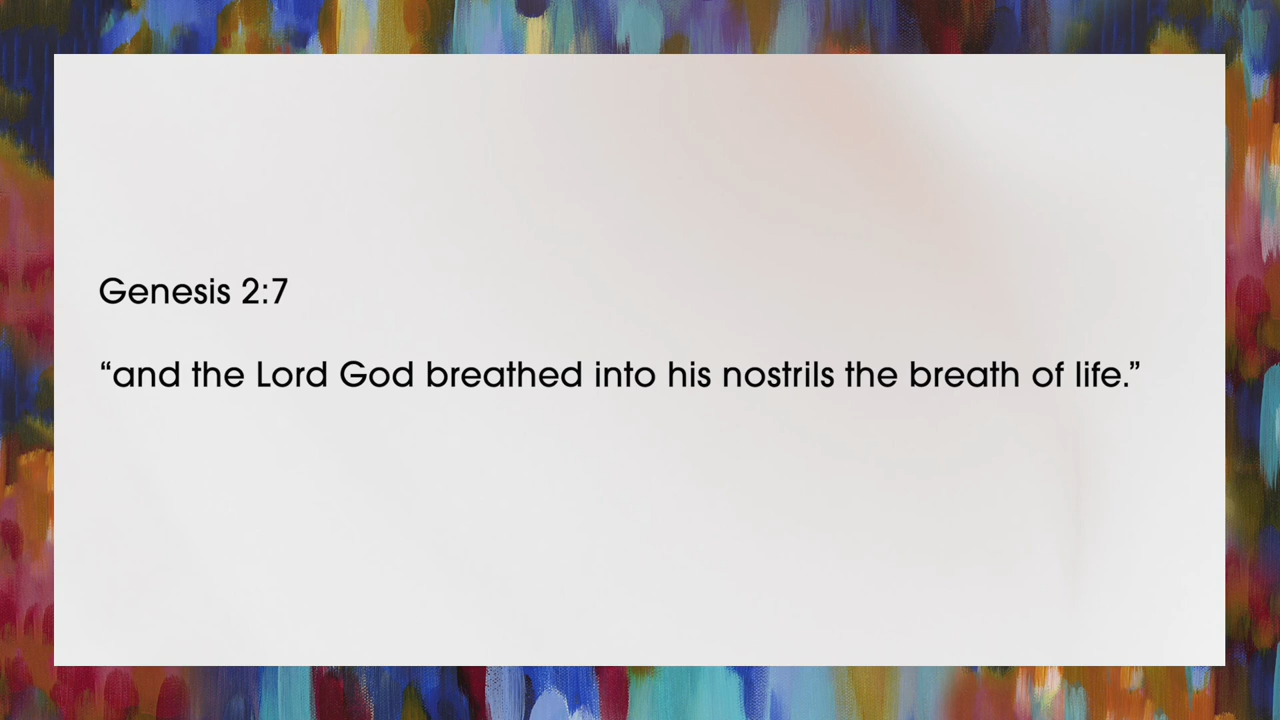 Genesis 2:7
“and the Lord God breathed into his nostrils the breath of life.”